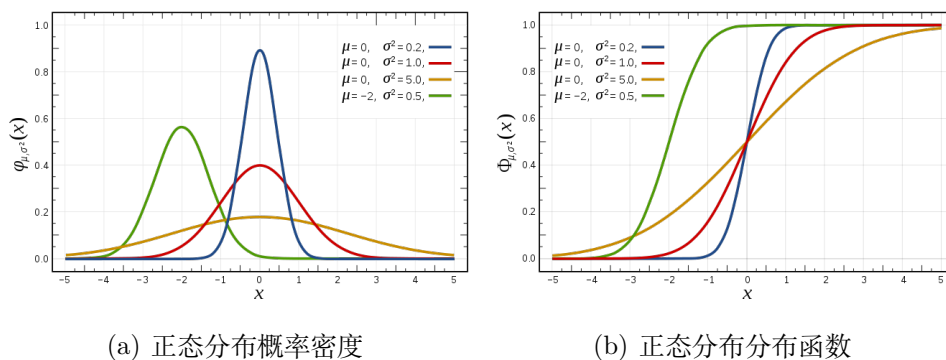 φμ,σ²(x)
1.0
0.8
0.6
0.4
0.2
0.0
μ = 0, σ² = 0.2,
μ = 0, σ² = 1.0,
μ = 0, σ² = 5.0,
μ = −2, σ² = 0.5,
−5 −4 −3 −2 −1 0 1 2 3 4 5
x
(a) 正态分布概率密度
Φμ,σ²(x)
1.0
0.8
0.6
0.4
0.2
0.0
μ = 0, σ² = 0.2,
μ = 0, σ² = 1.0,
μ = 0, σ² = 5.0,
μ = −2, σ² = 0.5,
−5 −4 −3 −2 −1 0 1 2 3 4 5
x
(b) 正态分布分布函数